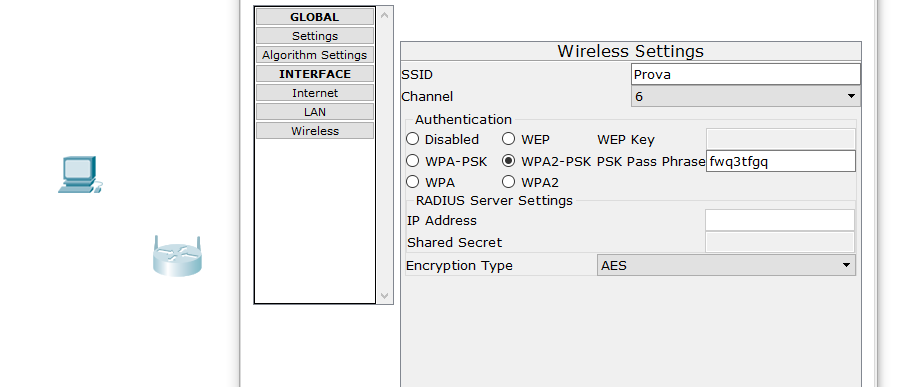 GLOBAL
Settings
Algorithm Settings
INTERFACE
Internet
LAN
Wireless
Wireless Settings
SSID Prova
Channel 6
Authentication
Disabled WEP WEP Key
WPA-PSK WPA2-PSK PSK Pass Phrase fwq3tfgq
WPA WPA2
RADIUS Server Settings
IP Address
Shared Secret
Encryption Type AES